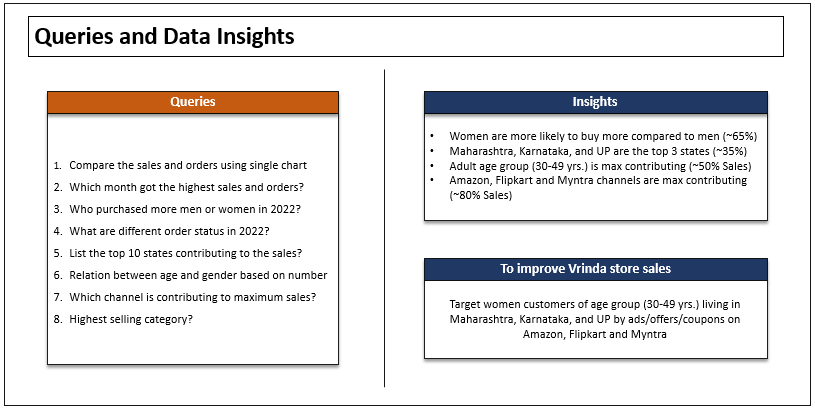 Queries and Data Insights
Queries
1. Compare the sales and orders using single chart
2. Which month got the highest sales and orders?
3. Who purchased more men or women in 2022?
4. What are different order status in 2022?
5. List the top 10 states contributing to the sales?
6. Relation between age and gender based on number
7. Which channel is contributing to maximum sales?
8. Highest selling category?
Insights
• Women are more likely to buy more compared to men (~65%)
• Maharashtra, Karnataka, and UP are the top 3 states (~35%)
• Adult age group (30-49 yrs.) is max contributing (~50% Sales)
• Amazon, Flipkart and Myntra channels are max contributing
(~80% Sales)
To improve Vrinda store sales
Target women customers of age group (30-49 yrs.) living in
Maharashtra, Karnataka, and UP by ads/offers/coupons on
Amazon, Flipkart and Myntra